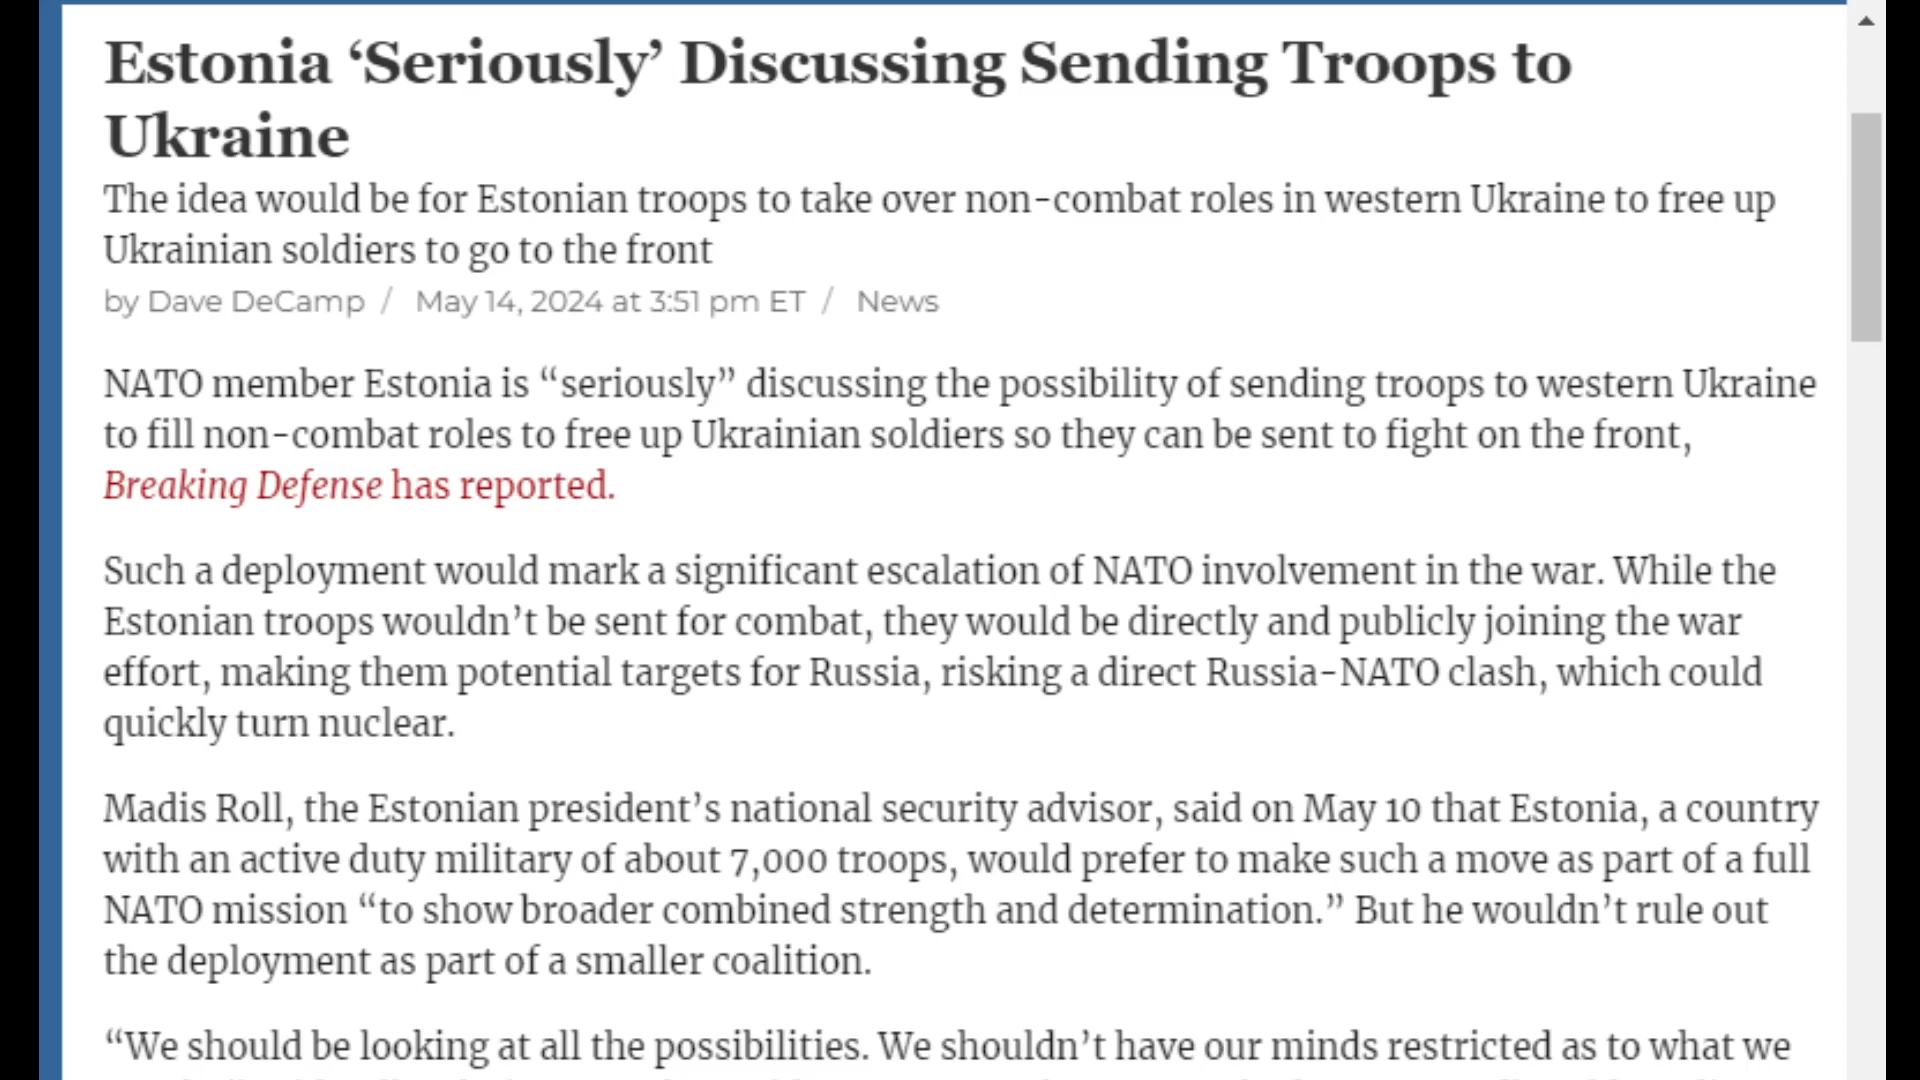 Estonia ‘Seriously’ Discussing Sending Troops to
Ukraine
The idea would be for Estonian troops to take over non-combat roles in western Ukraine to free up
Ukrainian soldiers to go to the front
by Dave DeCamp / May 14, 2024 at 3:51 pm ET / News
NATO member Estonia is “seriously” discussing the possibility of sending troops to western Ukraine
to fill non-combat roles to free up Ukrainian soldiers so they can be sent to fight on the front,
Breaking Defense has reported.
Such a deployment would mark a significant escalation of NATO involvement in the war. While the
Estonian troops wouldn’t be sent for combat, they would be directly and publicly joining the war
effort, making them potential targets for Russia, risking a direct Russia-NATO clash, which could
quickly turn nuclear.
Madis Roll, the Estonian president’s national security advisor, said on May 10 that Estonia, a country
with an active duty military of about 7,000 troops, would prefer to make such a move as part of a full
NATO mission “to show broader combined strength and determination.” But he wouldn’t rule out
the deployment as part of a smaller coalition.
“We should be looking at all the possibilities. We shouldn’t have our minds restricted as to what we